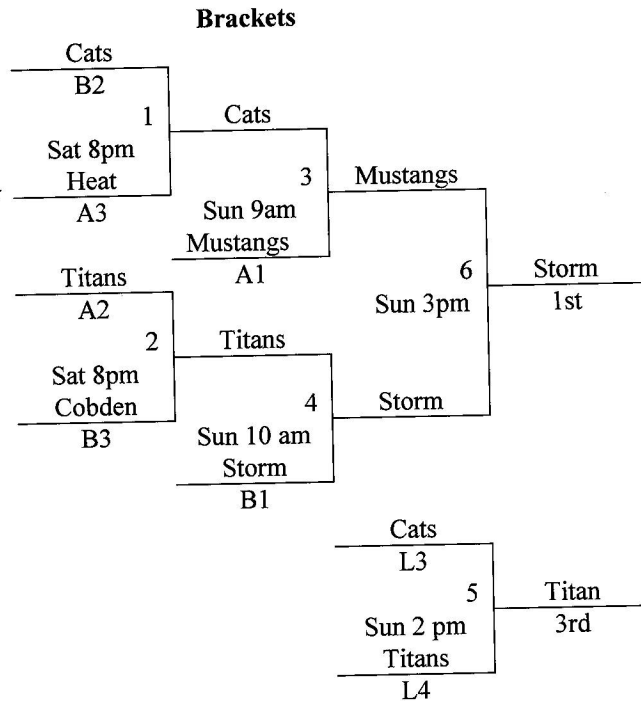 Brackets
Cats
B2
1
Sat 8pm
Heat
A3
Cats
3
Sun 9am
Mustangs
A1
Mustangs
Titans
A2
2
Sat 8pm
Cobden
B3
Titans
4
Sun 10 am
Storm
B1
Storm
6
Sun 3pm
Storm
1st
Cats
L3
5
Sun 2 pm
Titans
L4
Titan
3rd